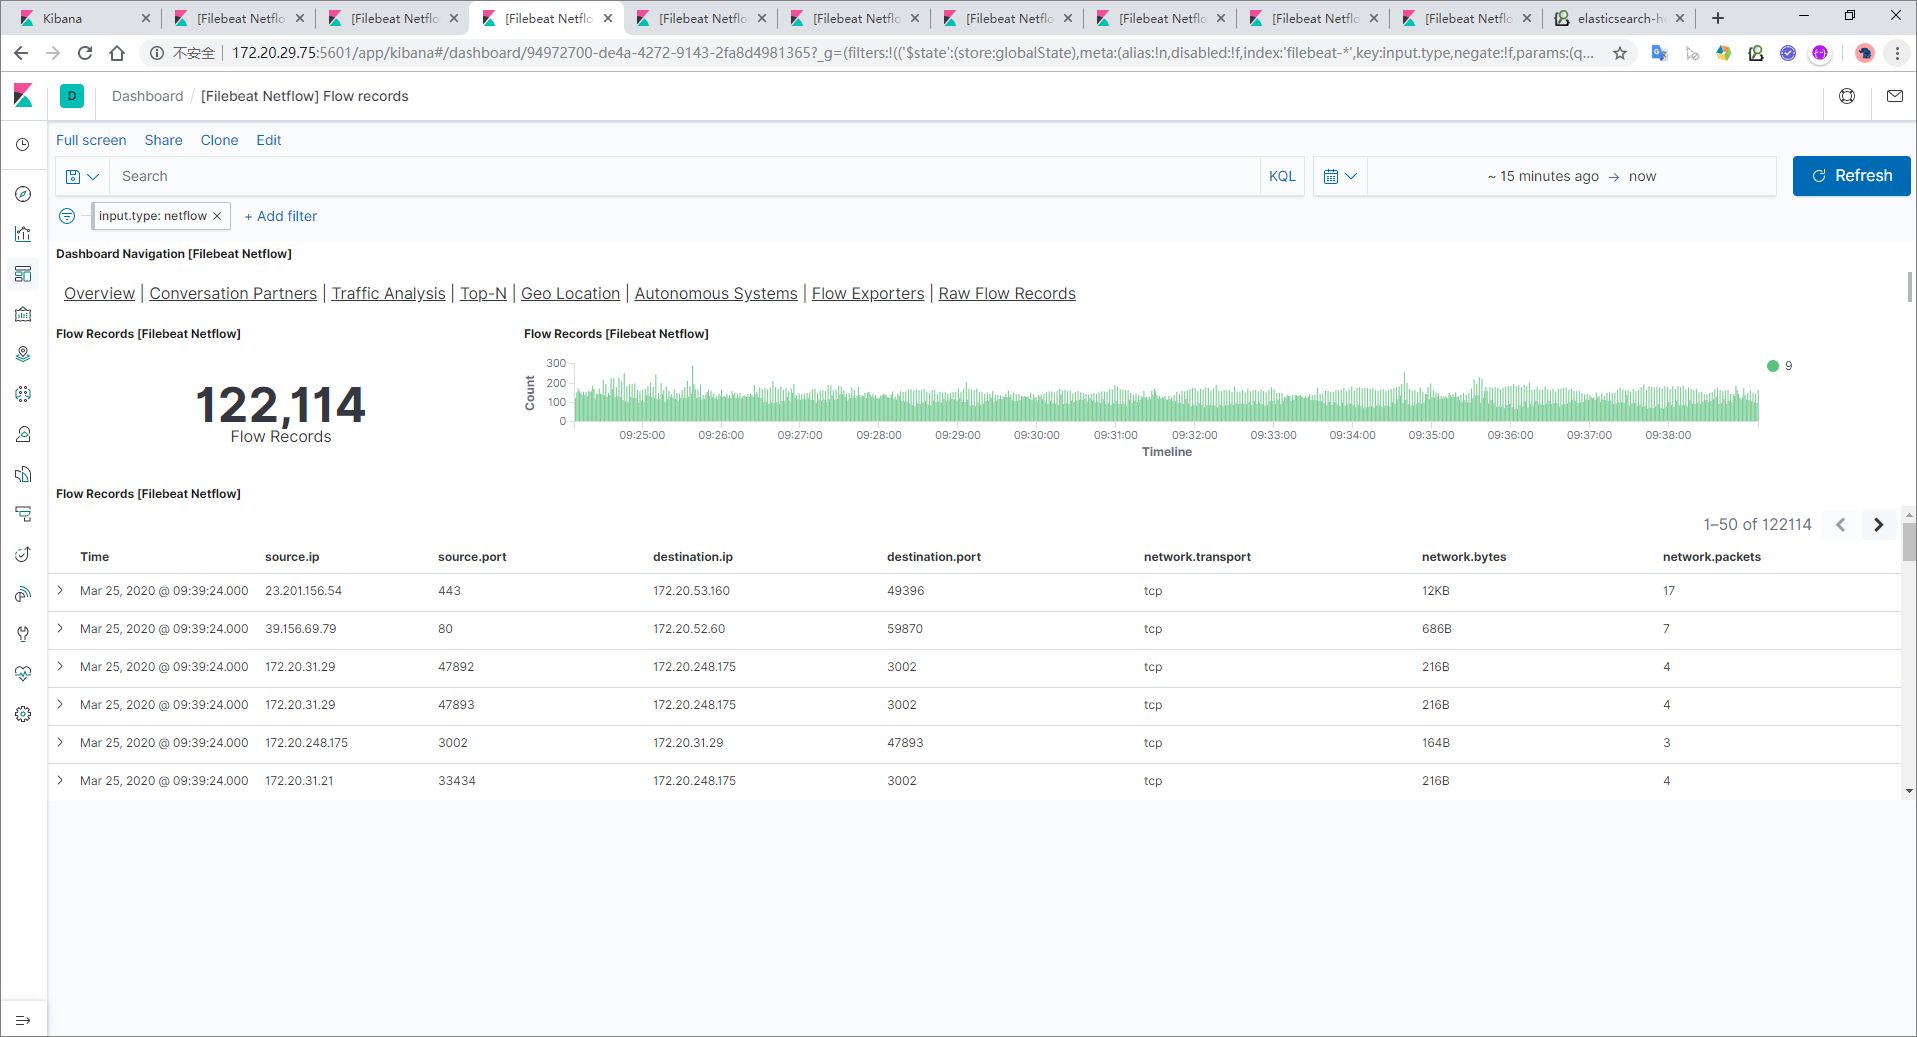 Kibana
[Filebeat Netflo
[Filebeat Netflo
[Filebeat Netflo
[Filebeat Netflo
[Filebeat Netflo
[Filebeat Netflo
[Filebeat Netflo
[Filebeat Netflo
[Filebeat Netflo
elasticsearch-h
不安全 172.20.29.75:5601/app/kibana#/dashboard/94972700-de4a-4272-9143-2fa8d4981365?_g=(filters:!(('$state':(store:globalState),meta:(alias:!n,disabled:!f,index:'filebeat-*',key:input.type,negate:!f,params:(q...
D Dashboard / [Filebeat Netflow] Flow records
Full screen Share Clone Edit
Search KQL ~ 15 minutes ago → now Refresh
input.type: netflow + Add filter
Dashboard Navigation [Filebeat Netflow]
Overview | Conversation Partners | Traffic Analysis | Top-N | Geo Location | Autonomous Systems | Flow Exporters | Raw Flow Records
Flow Records [Filebeat Netflow]
122,114
Flow Records
Flow Records [Filebeat Netflow]
Count
300
200
100
0
09:25:00 09:26:00 09:27:00 09:28:00 09:29:00 09:30:00 09:31:00 09:32:00 09:33:00 09:34:00 09:35:00 09:36:00 09:37:00 09:38:00
Timeline
9
Flow Records [Filebeat Netflow]
1–50 of 122114
Time source.ip source.port destination.ip destination.port network.transport network.bytes network.packets
Mar 25, 2020 @ 09:39:24.000 23.201.156.54 443 172.20.53.160 49396 tcp 12KB 17
Mar 25, 2020 @ 09:39:24.000 39.156.69.79 80 172.20.52.60 59870 tcp 686B 7
Mar 25, 2020 @ 09:39:24.000 172.20.31.29 47892 172.20.248.175 3002 tcp 216B 4
Mar 25, 2020 @ 09:39:24.000 172.20.31.29 47893 172.20.248.175 3002 tcp 216B 4
Mar 25, 2020 @ 09:39:24.000 172.20.248.175 3002 172.20.31.29 47893 tcp 164B 3
Mar 25, 2020 @ 09:39:24.000 172.20.31.21 33434 172.20.248.175 3002 tcp 216B 4